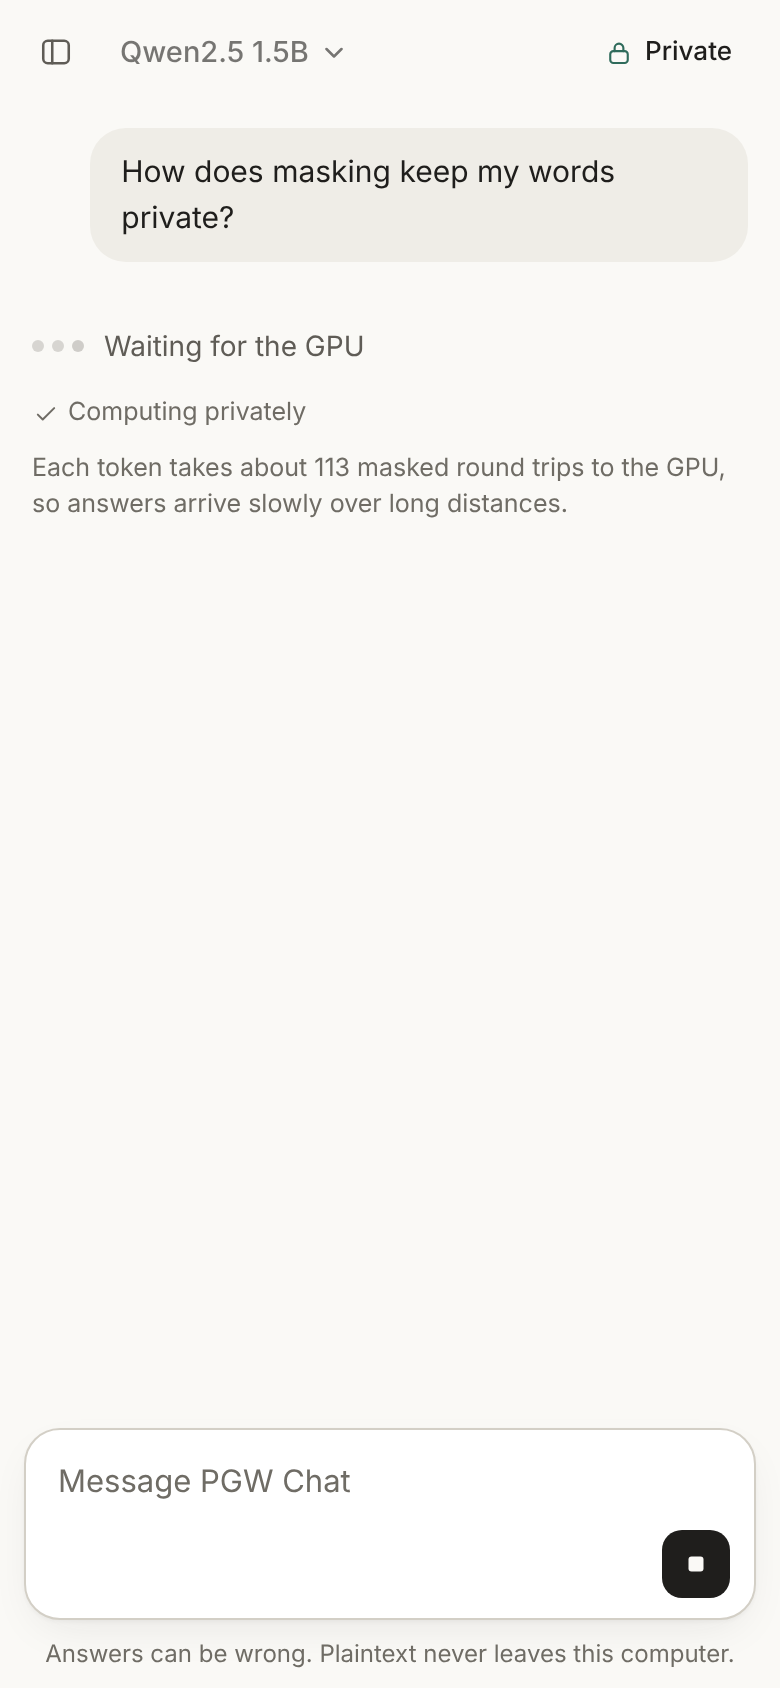 Qwen2.5 1.5B
Private
How does masking keep my words
private?
Waiting for the GPU
Computing privately
Each token takes about 113 masked round trips to the GPU,
so answers arrive slowly over long distances.
Message PGW Chat
Answers can be wrong. Plaintext never leaves this computer.